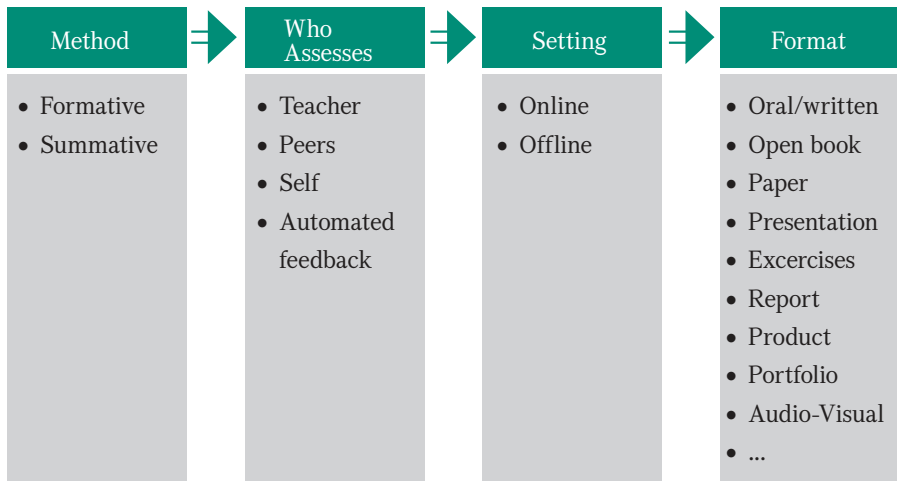 Method
• Formative
• Summative
Who
Assesses
• Teacher
• Peers
• Self
• Automated
feedback
Setting
• Online
• Offline
Format
• Oral/written
• Open book
• Paper
• Presentation
• Excercises
• Report
• Product
• Portfolio
• Audio-Visual
• ...